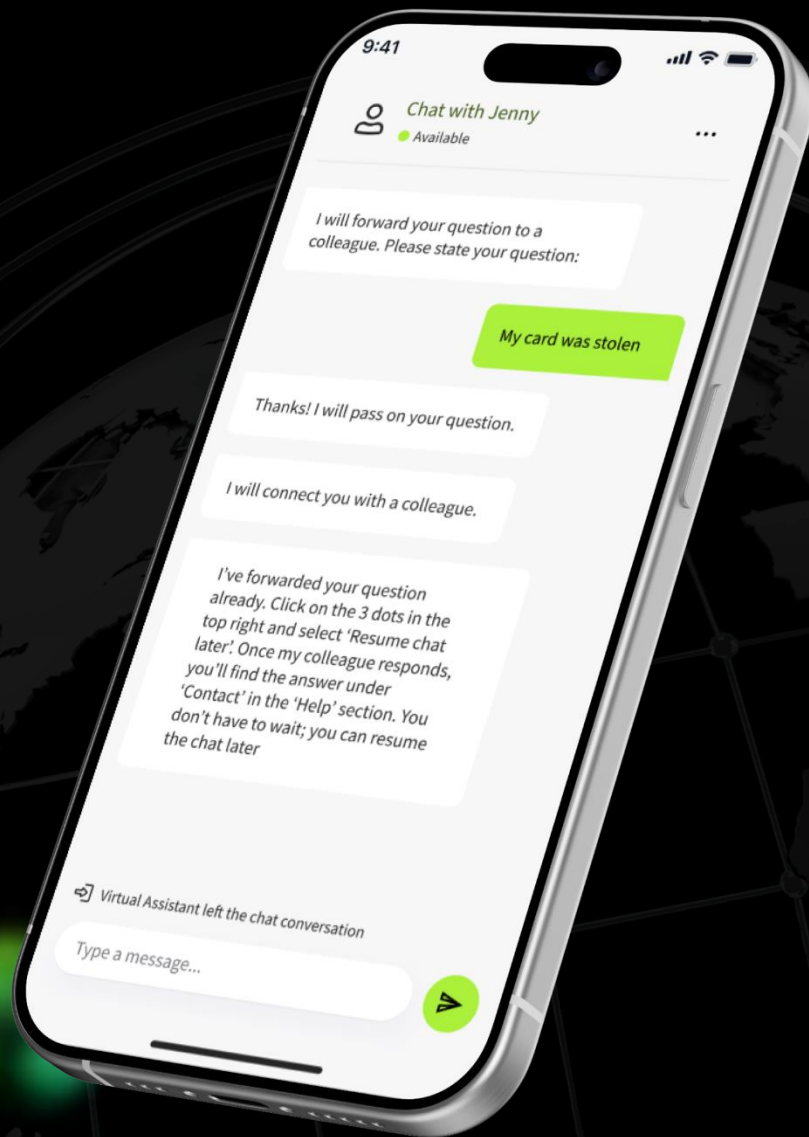 9:41
Chat with Jenny
Available
I will forward your question to a
colleague. Please state your question:
My card was stolen
Thanks! I will pass on your question.
I will connect you with a colleague.
I've forwarded your question
already. Click on the 3 dots in the
top right and select ‘Resume chat
later’. Once my colleague responds,
you'll find the answer under
‘Contact’ in the ‘Help’ section. You
don't have to wait; you can resume
the chat later
Virtual Assistant left the chat conversation
Type a message...